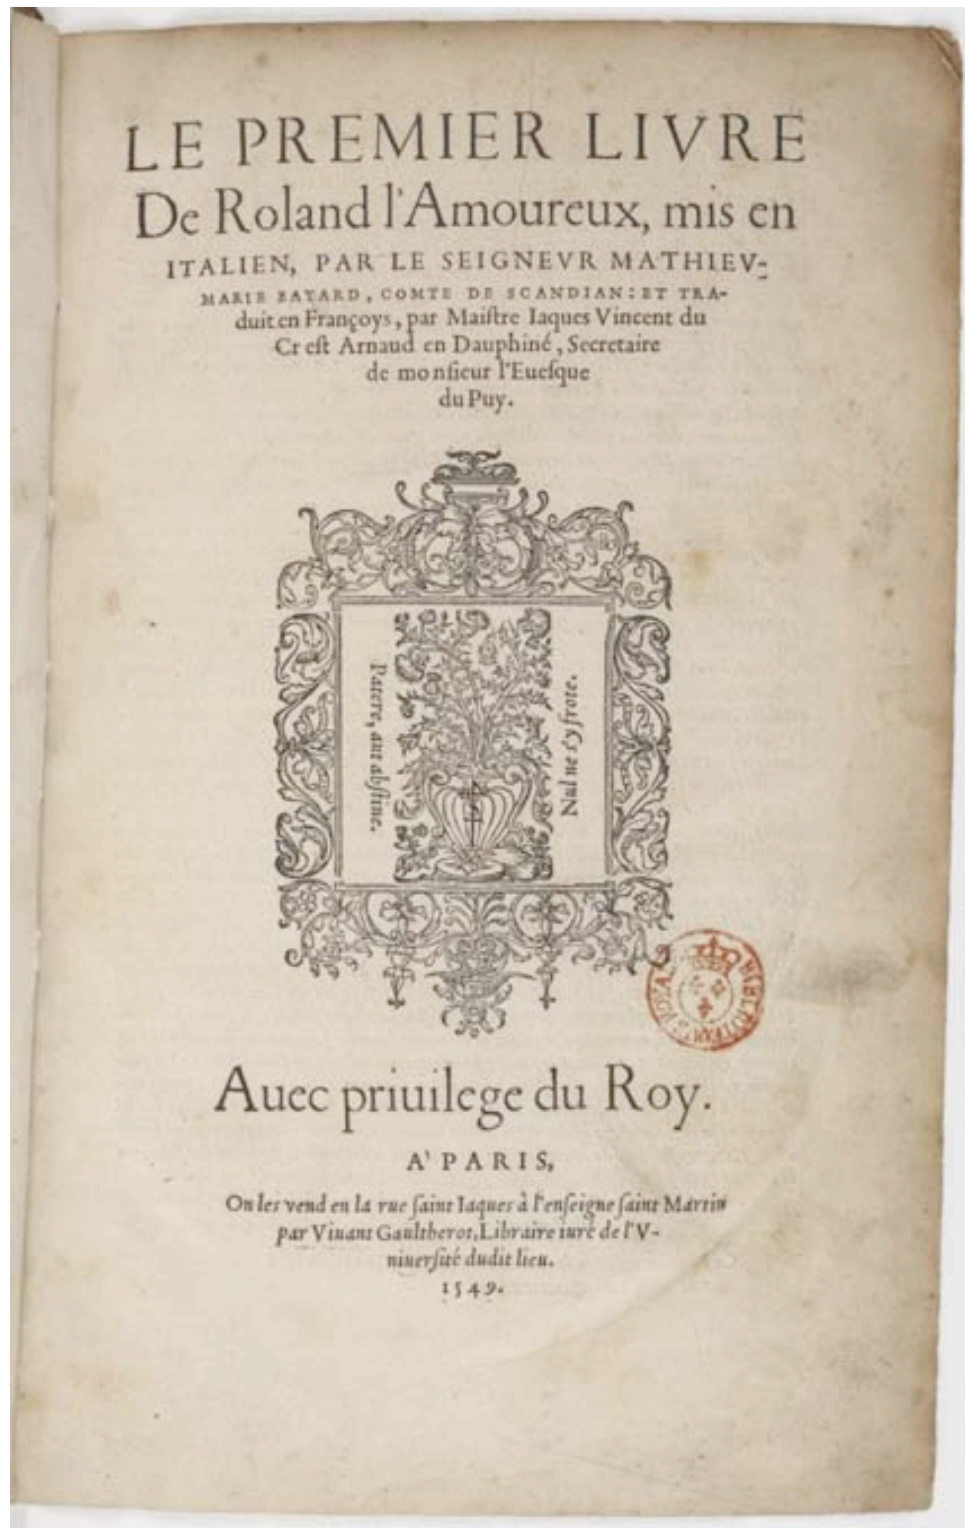 LE PREMIER LIVRE
De Roland l'Amoureux, mis en
ITALIEN, PAR LE SEIGNEVR MATHIEV-
MARIE BAYARD, COMTE DE SCANDIAN: ET TRA-
duit en Françoys, par Maiſtre Iaques Vincent du
Cr eſt Arnaud en Dauphiné, Secretaire
de monſieur l'Eueſque
du Puy.
Patere, aut abſtine.
Nul ne s'y frote.
Auec priuilege du Roy.
A' PARIS,
On les vend en la rue ſaint Iaques à l'enſeigne ſaint Martin
par Viuant Gaultherot, Libraire iuré de l'V-
niuerſité dudit lieu.
1549.